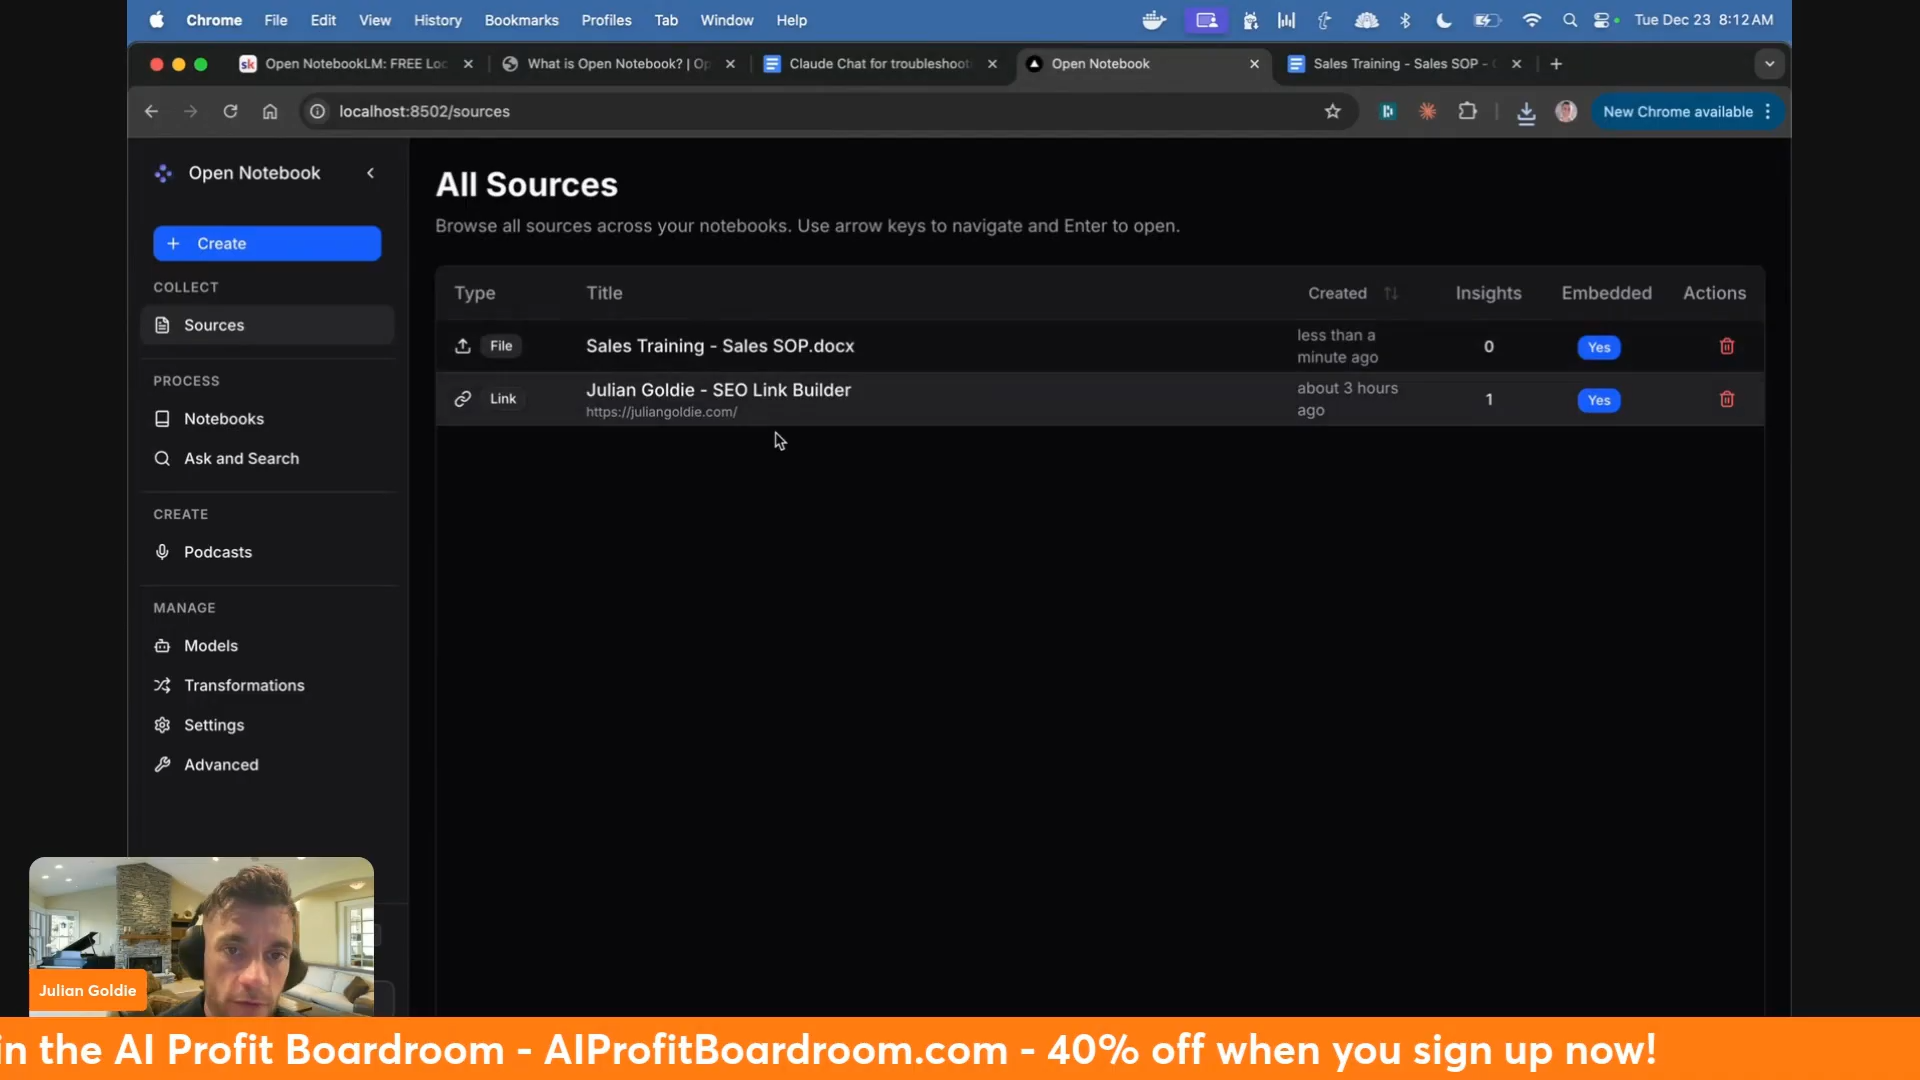 Chrome File Edit View History Bookmarks Profiles Tab Window Help Tue Dec 23 8:12 AM
sk Open NotebookLM: FREE Loc What is Open Notebook? | Op Claude Chat for troubleshoot Open Notebook Sales Training - Sales SOP -
localhost:8502/sources New Chrome available
Open Notebook
Create
COLLECT
Sources
PROCESS
Notebooks
Ask and Search
CREATE
Podcasts
MANAGE
Models
Transformations
Settings
Advanced
All Sources
Browse all sources across your notebooks. Use arrow keys to navigate and Enter to open.
Type Title Created Insights Embedded Actions
File Sales Training - Sales SOP.docx less than a minute ago 0 Yes
Link Julian Goldie - SEO Link Builder about 3 hours ago 1 Yes
https://juliangoldie.com/
Julian Goldie
in the AI Profit Boardroom - AIProfitBoardroom.com - 40% off when you sign up now!